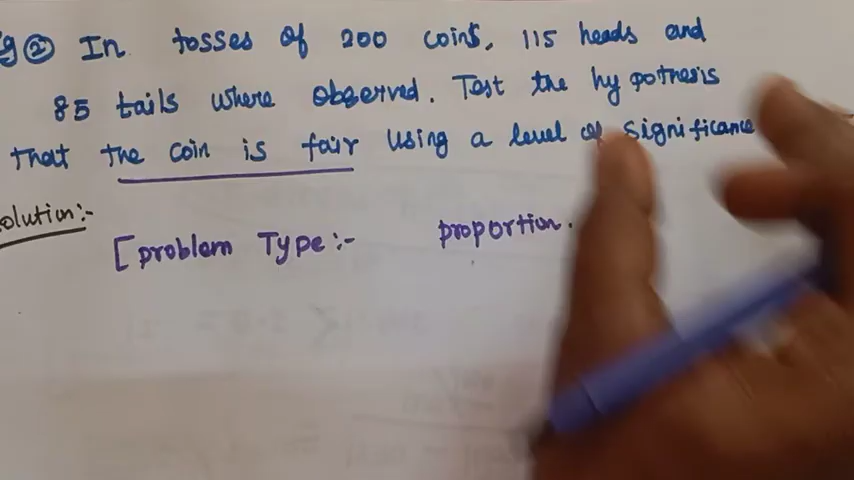 g ② In tosses of 200 coins, 115 heads and
85 tails where observed. Test the hypothesis
That the coin is fair using a level of significance
olution:-
[problem Type:- proportion.